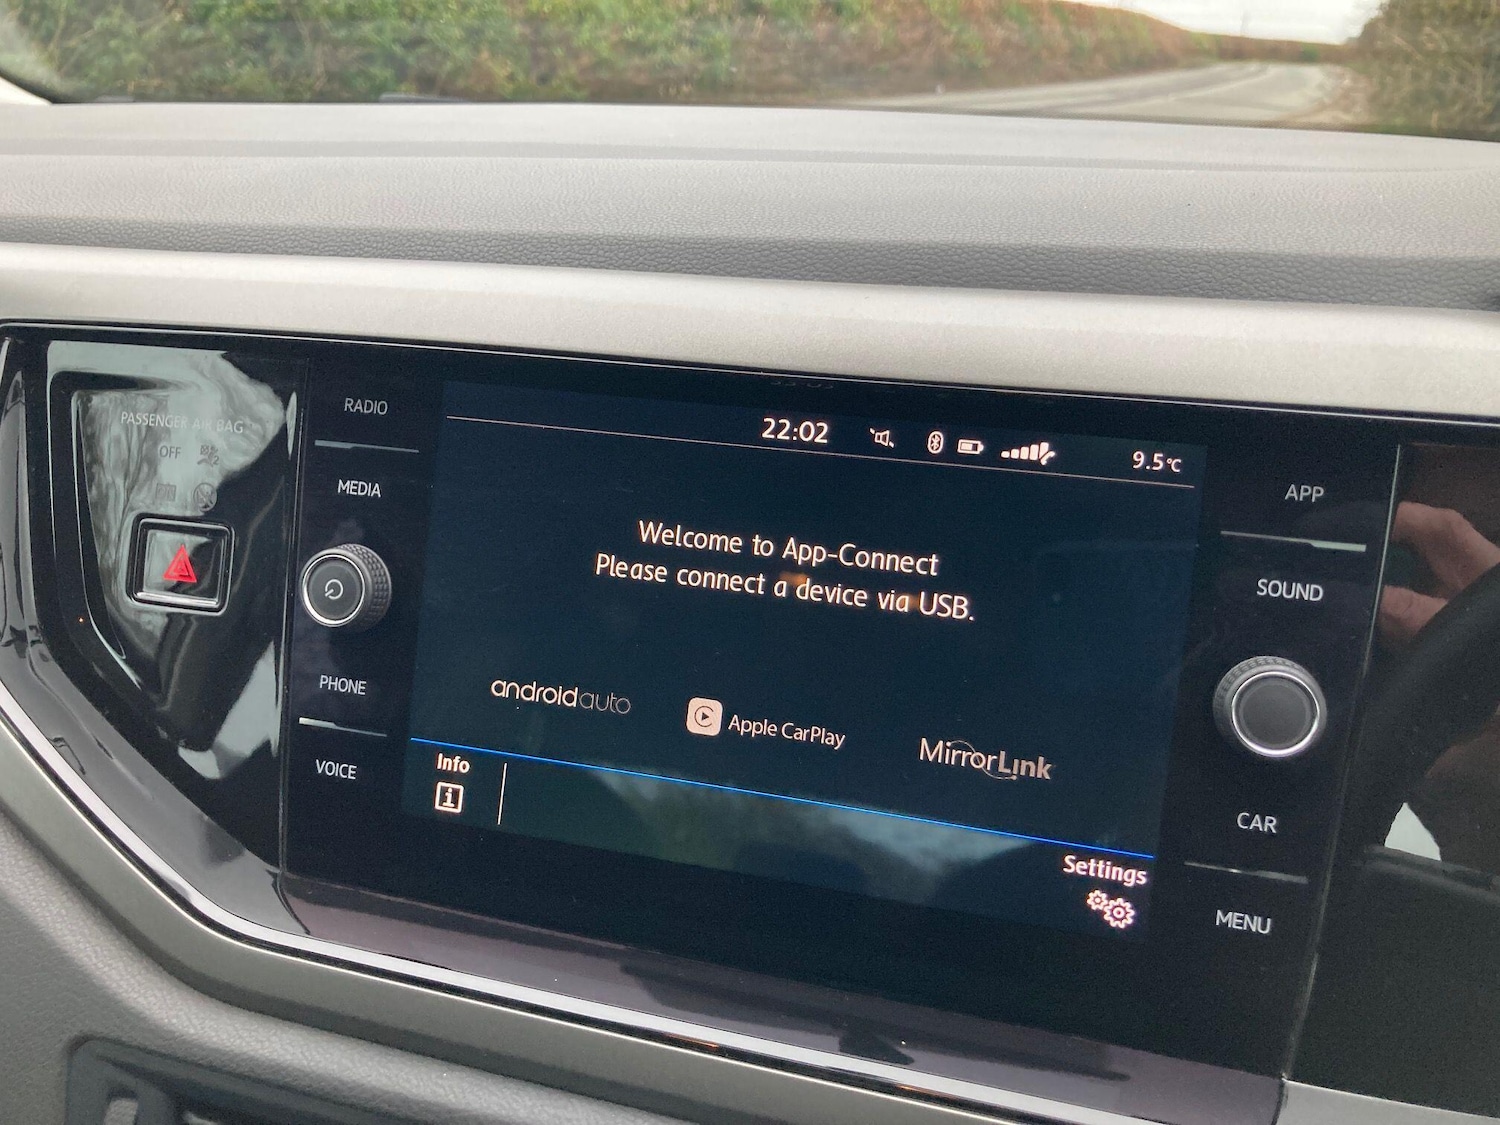 PASSENGER AIR BAG
OFF
RADIO
MEDIA
PHONE
VOICE
22:02
9.5°C
Welcome to App-Connect
Please connect a device via USB.
androidauto
Apple CarPlay
MirrorLink
Info
Settings
APP
SOUND
CAR
MENU